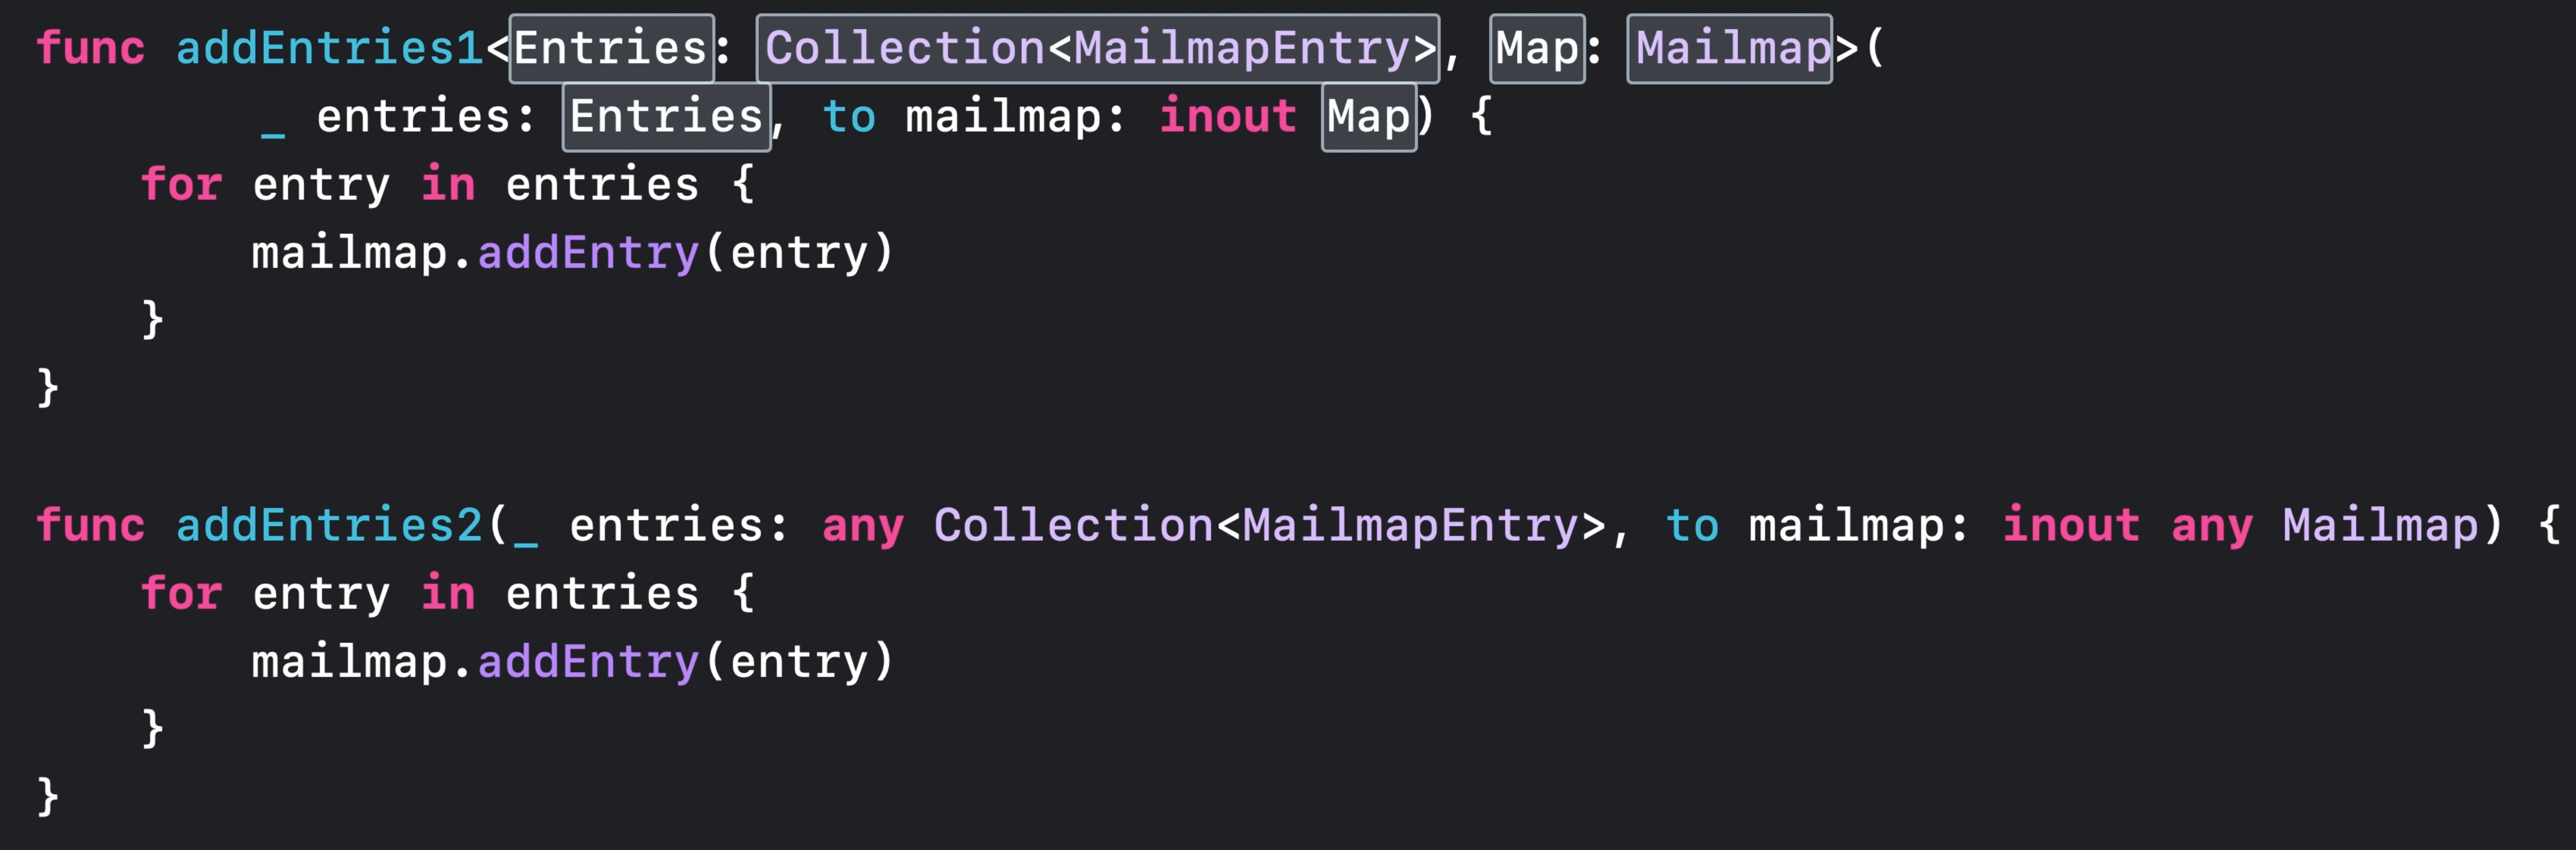 func addEntries1<Entries: Collection<MailmapEntry>, Map: Mailmap>(
_ entries: Entries, to mailmap: inout Map) {
for entry in entries {
mailmap.addEntry(entry)
}
}
func addEntries2(_ entries: any Collection<MailmapEntry>, to mailmap: inout any Mailmap) {
for entry in entries {
mailmap.addEntry(entry)
}
}